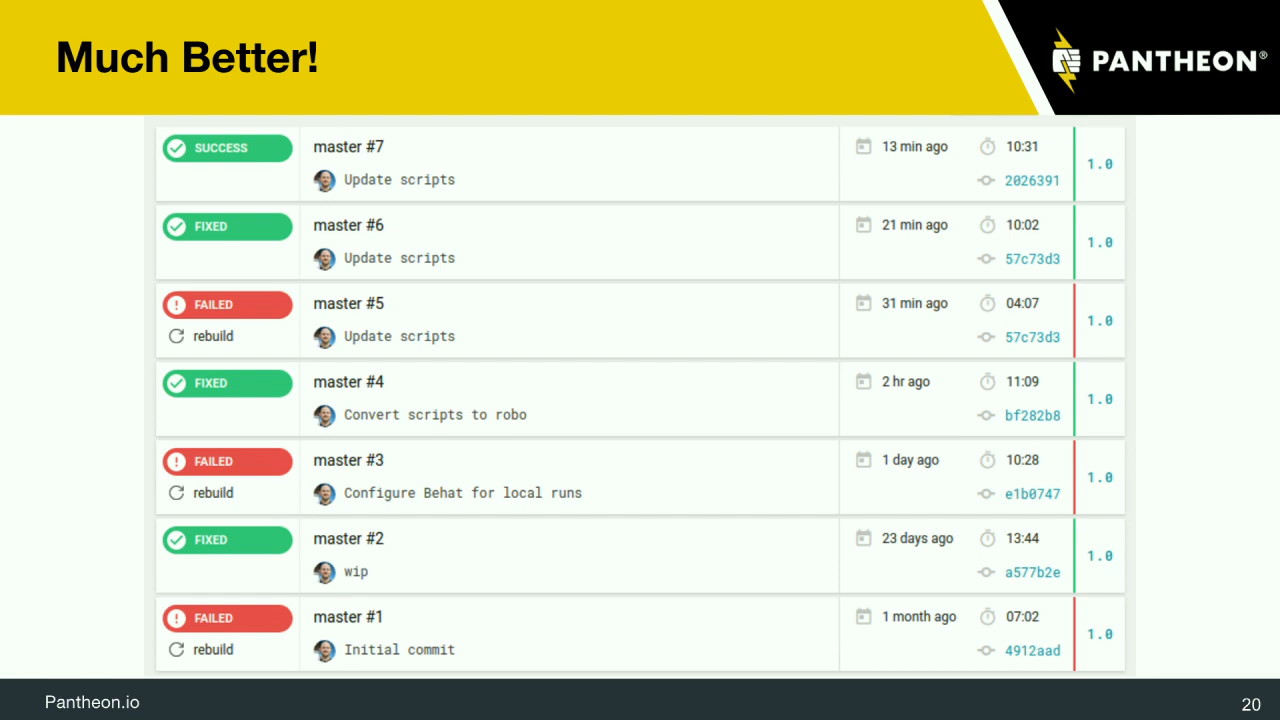 Much Better!
PANTHEON®
SUCCESS master #7 13 min ago 10:31 1.0
Update scripts 2026391
FIXED master #6 21 min ago 10:02 1.0
Update scripts 57c73d3
FAILED master #5 31 min ago 04:07 1.0
rebuild Update scripts 57c73d3
FIXED master #4 2 hr ago 11:09 1.0
Convert scripts to robo bf282b8
FAILED master #3 1 day ago 10:28 1.0
rebuild Configure Behat for local runs e1b0747
FIXED master #2 23 days ago 13:44 1.0
wip a577b2e
FAILED master #1 1 month ago 07:02 1.0
rebuild Initial commit 4912aad
Pantheon.io
20